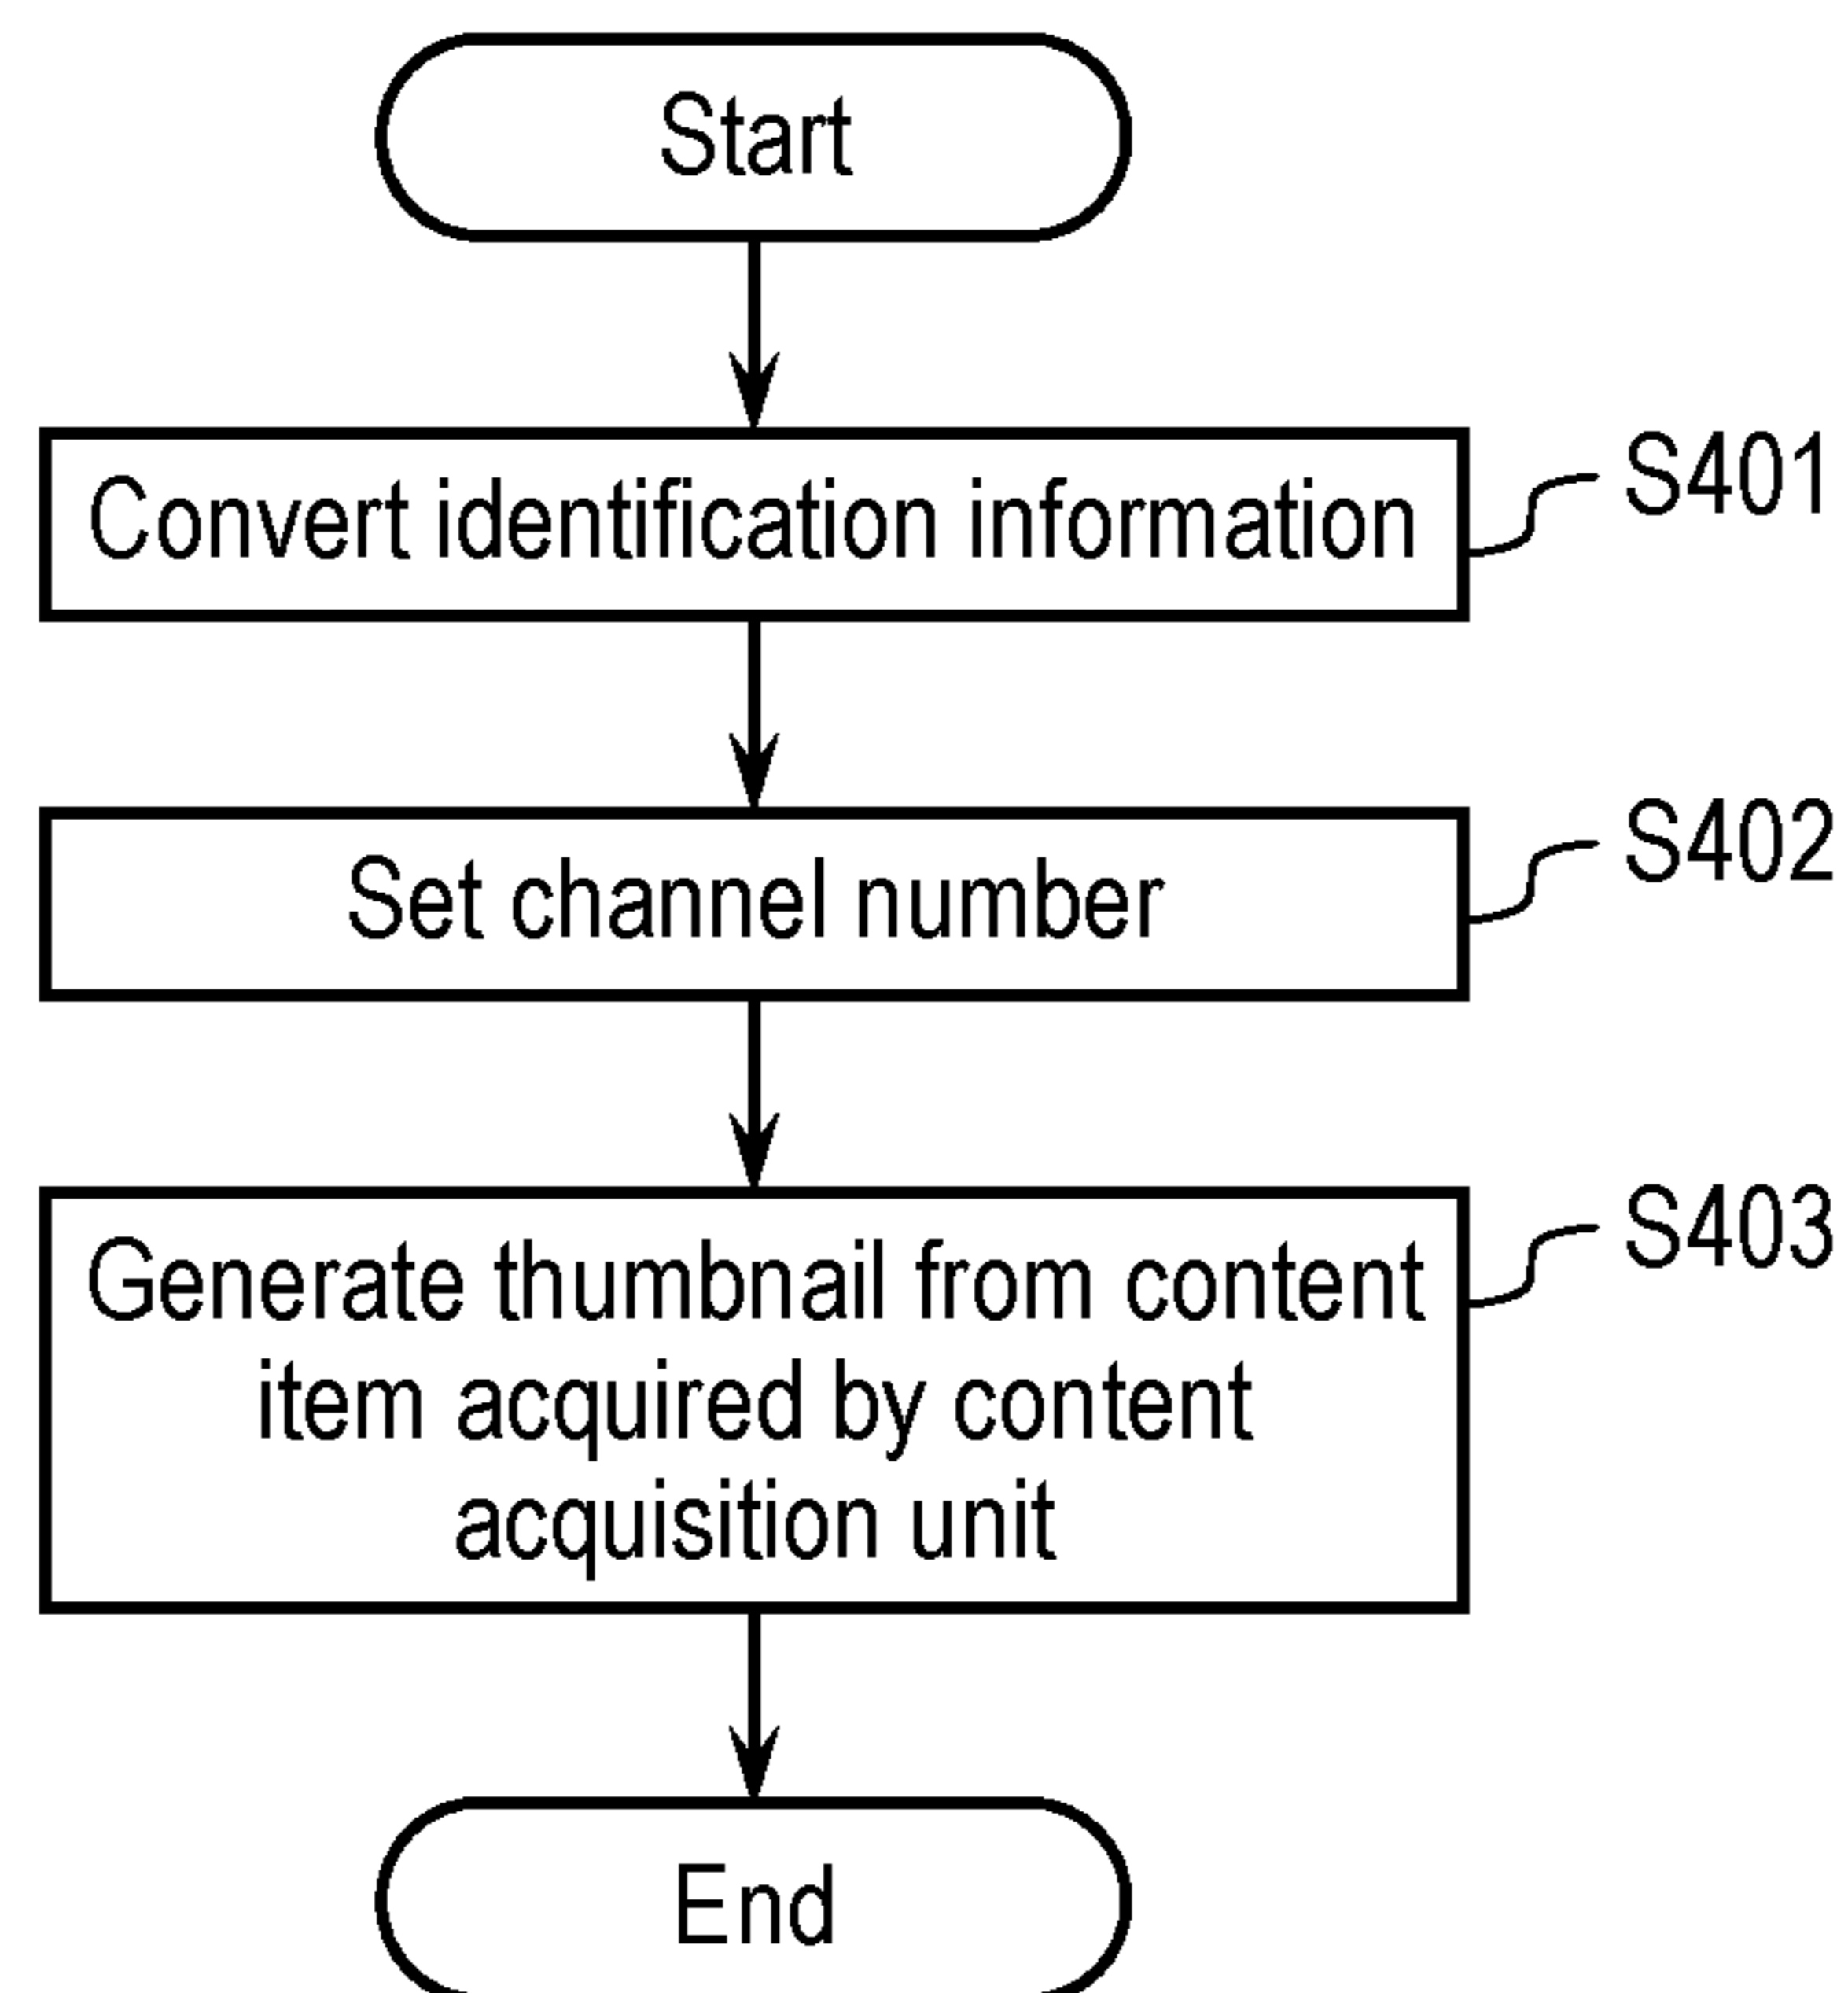 Start
Convert identification information
S401
Set channel number
S402
Generate thumbnail from content
item acquired by content
acquisition unit
S403
End